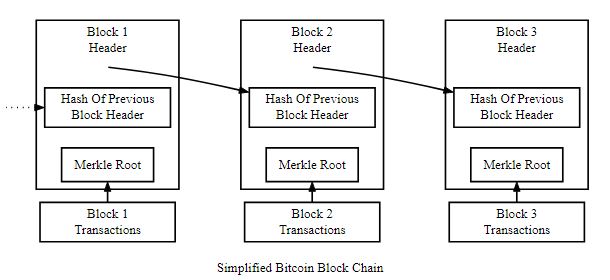 Block 1
Header
Hash Of Previous
Block Header
Merkle Root
Block 1
Transactions
Block 2
Header
Hash Of Previous
Block Header
Merkle Root
Block 2
Transactions
Block 3
Header
Hash Of Previous
Block Header
Merkle Root
Block 3
Transactions
Simplified Bitcoin Block Chain